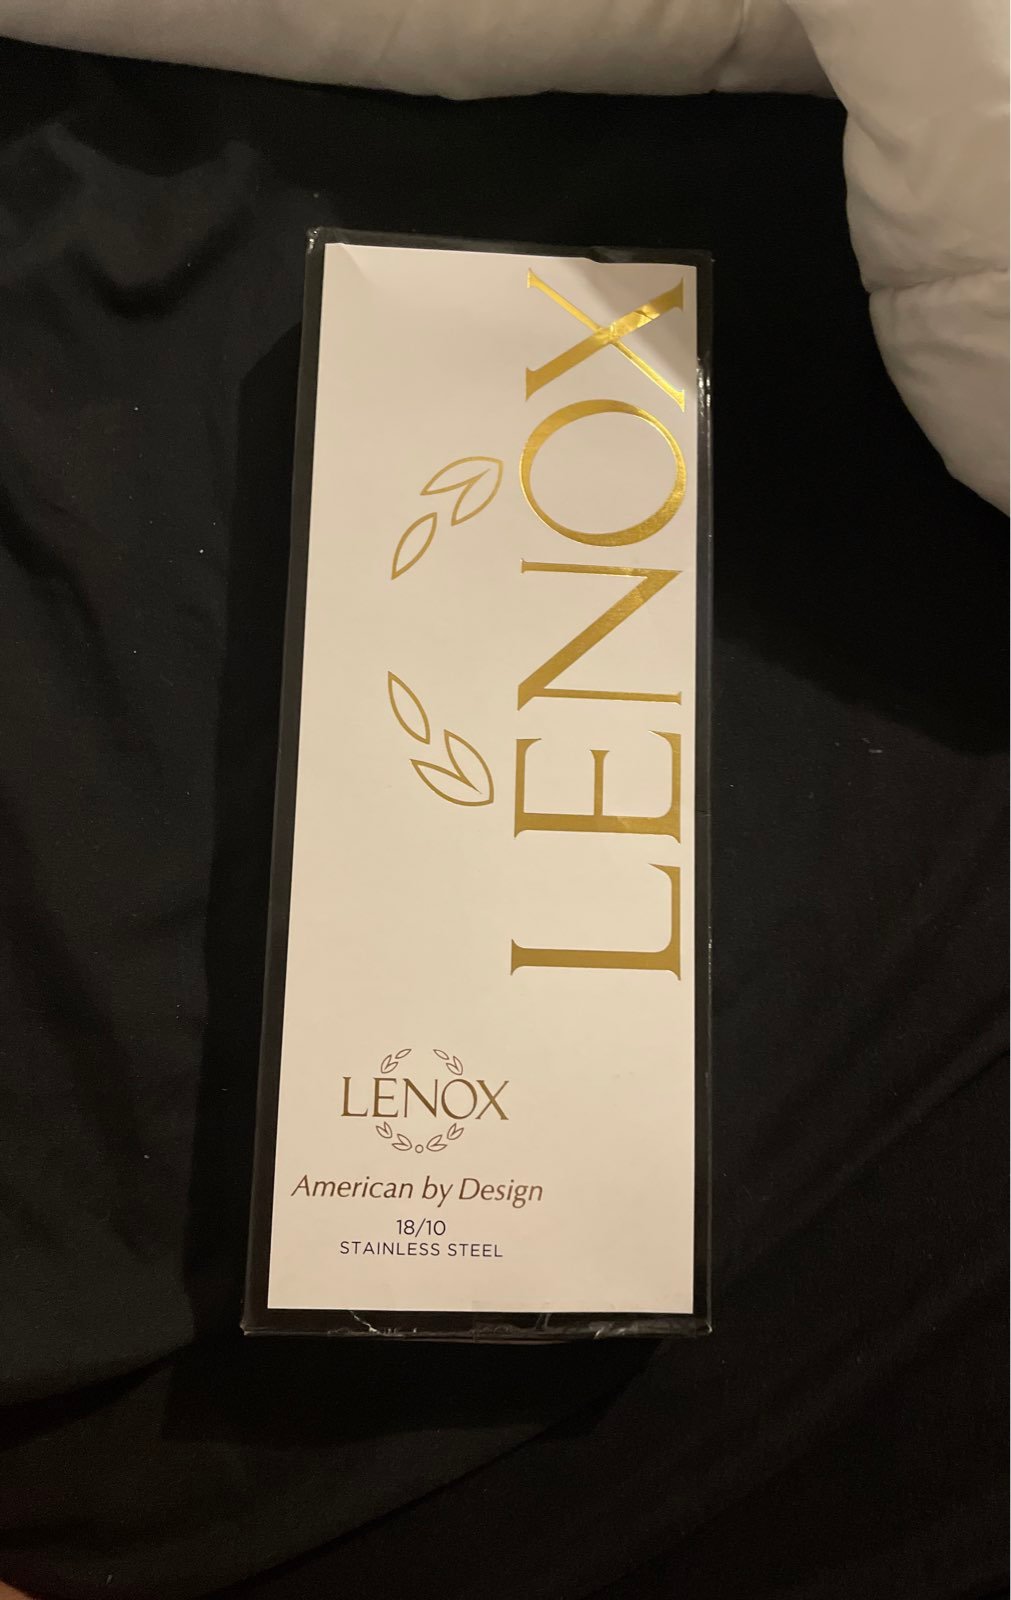 LENOX
LENOX
American by Design
18/10
STAINLESS STEEL